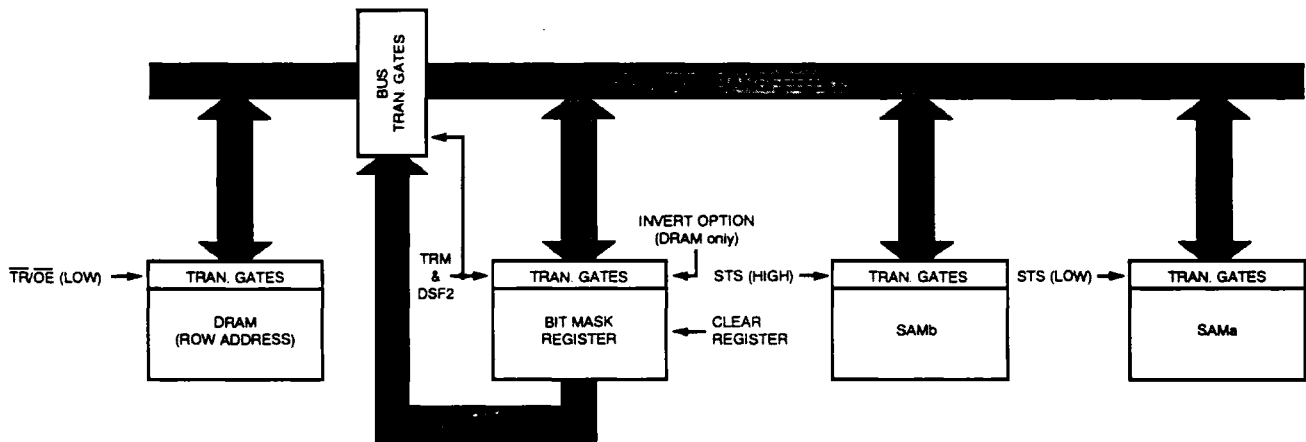 BUS
TRAN. GATES
INVERT OPTION
(DRAM only)
TR/OE (LOW)
TRAN. GATES
DRAM
(ROW ADDRESS)
TRM
&
DSF2
TRAN. GATES
BIT MASK
REGISTER
CLEAR
REGISTER
STS (HIGH)
TRAN. GATES
SAMb
STS (LOW)
TRAN. GATES
SAMa